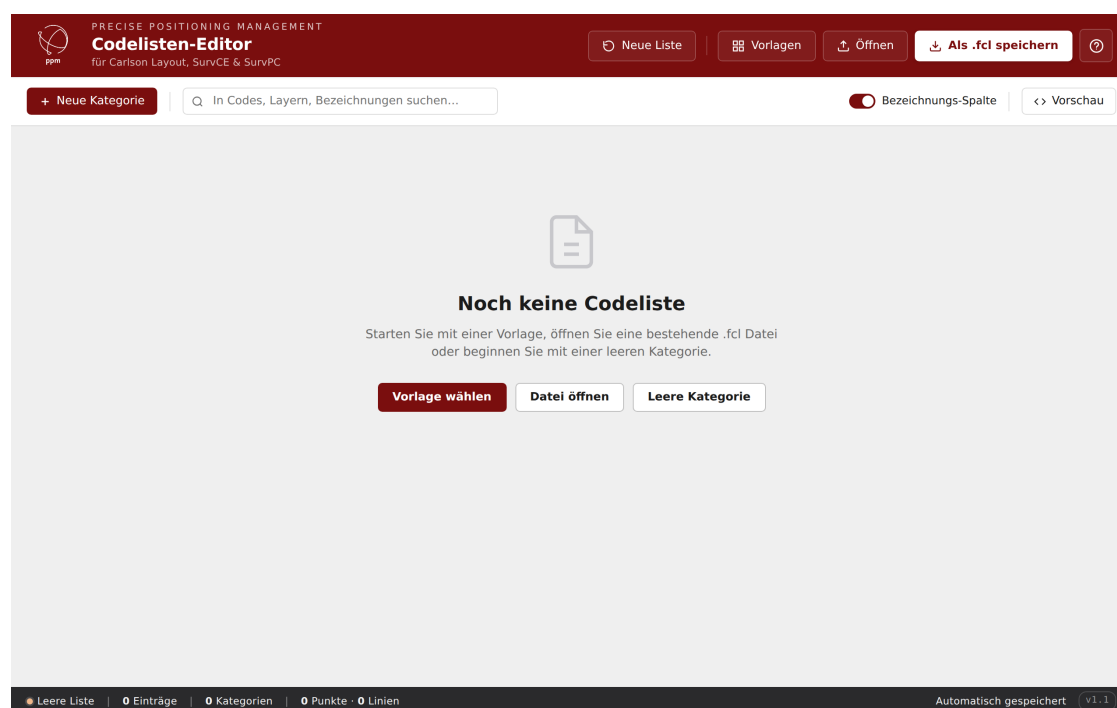 PRECISE POSITIONING MANAGEMENT
Codelisten-Editor
für Carlson Layout, SurvCE & SurvPC
ppm
Neue Liste
Vorlagen
Öffnen
Als .fcl speichern
+ Neue Kategorie
In Codes, Layern, Bezeichnungen suchen...
Bezeichnungs-Spalte
<> Vorschau
Noch keine Codeliste
Starten Sie mit einer Vorlage, öffnen Sie eine bestehende .fcl Datei
oder beginnen Sie mit einer leeren Kategorie.
Vorlage wählen
Datei öffnen
Leere Kategorie
Leere Liste | 0 Einträge | 0 Kategorien | 0 Punkte · 0 Linien
Automatisch gespeichert
v1.1